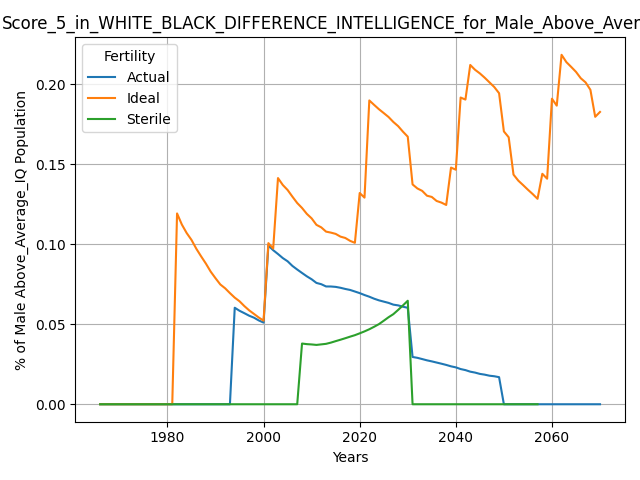 Score_5_in_WHITE_BLACK_DIFFERENCE_INTELLIGENCE_for_Male_Above_Aver
Fertility
Actual
Ideal
Sterile
% of Male Above_Average_IQ Population
0.20
0.15
0.10
0.05
0.00
1980 2000 2020 2040 2060
Years